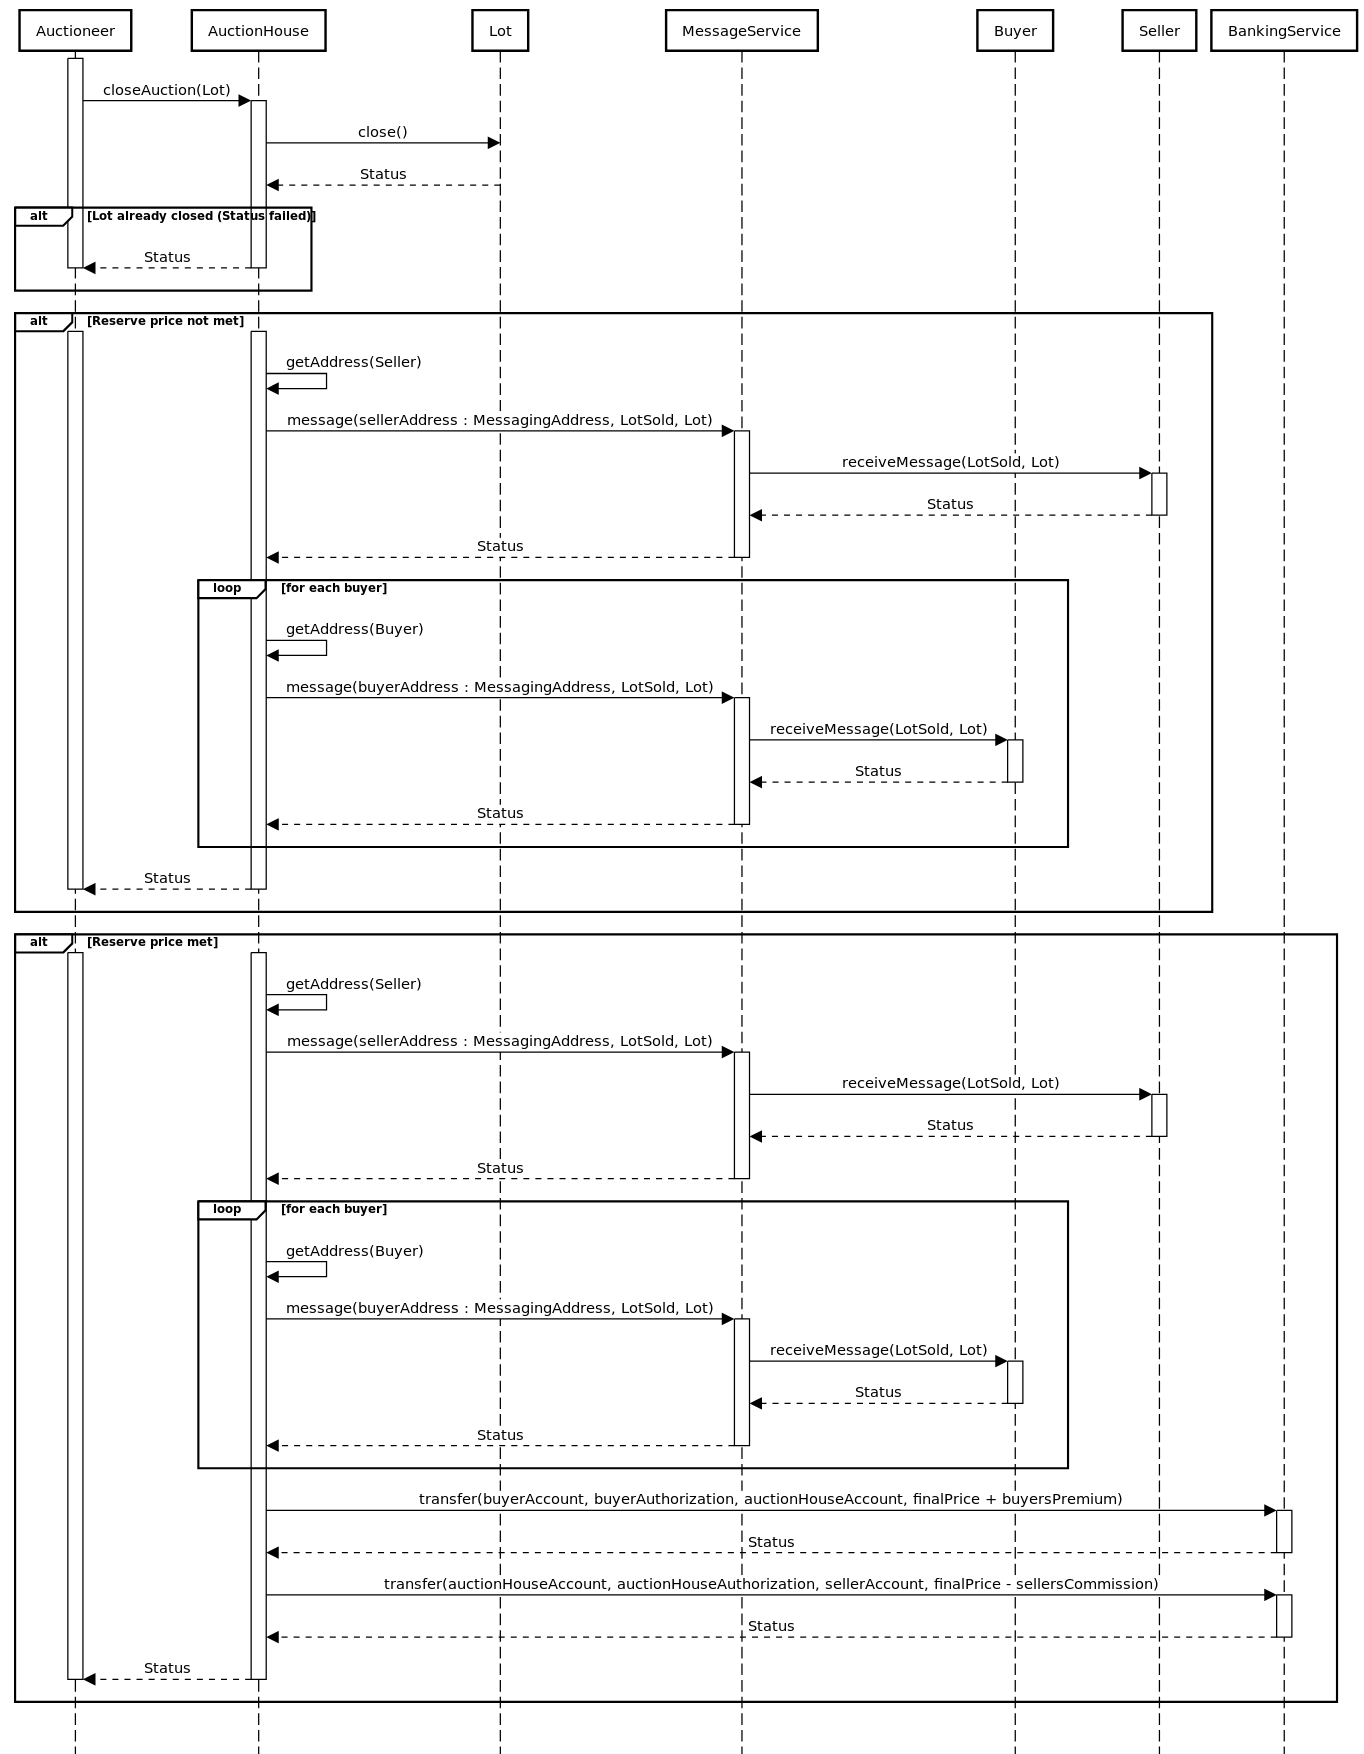 Auctioneer
AuctionHouse
Lot
MessageService
Buyer
Seller
BankingService
closeAuction(Lot)
close()
Status
alt
[Lot already closed (Status failed)]
Status
alt
[Reserve price not met]
getAddress(Seller)
message(sellerAddress : MessagingAddress, LotSold, Lot)
receiveMessage(LotSold, Lot)
Status
Status
loop
[for each buyer]
getAddress(Buyer)
message(buyerAddress : MessagingAddress, LotSold, Lot)
receiveMessage(LotSold, Lot)
Status
Status
Status
alt
[Reserve price met]
getAddress(Seller)
message(sellerAddress : MessagingAddress, LotSold, Lot)
receiveMessage(LotSold, Lot)
Status
Status
loop
[for each buyer]
getAddress(Buyer)
message(buyerAddress : MessagingAddress, LotSold, Lot)
receiveMessage(LotSold, Lot)
Status
Status
transfer(buyerAccount, buyerAuthorization, auctionHouseAccount, finalPrice + buyersPremium)
Status
transfer(auctionHouseAccount, auctionHouseAuthorization, sellerAccount, finalPrice - sellersCommission)
Status
Status